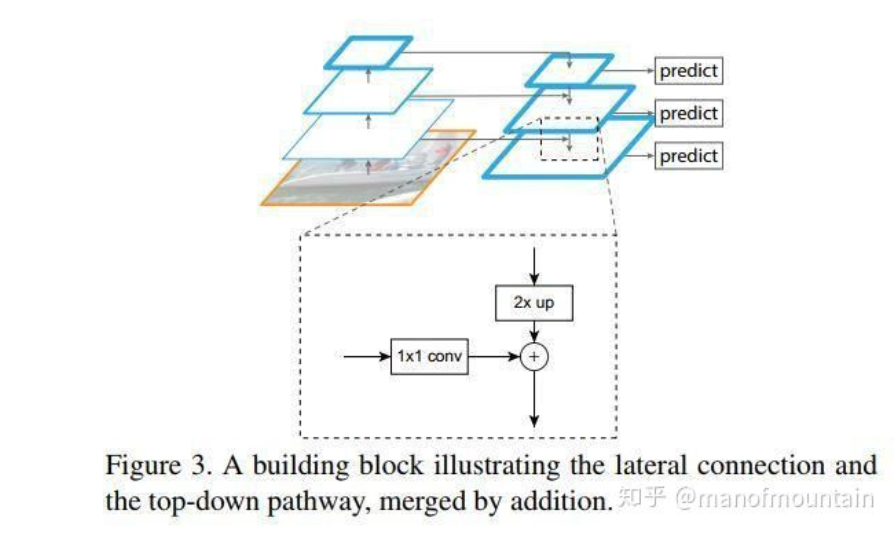 predict
predict
predict
2x up
1x1 conv
+
Figure 3. A building block illustrating the lateral connection and
the top-down pathway, merged by addition.
知乎 @manofmountain